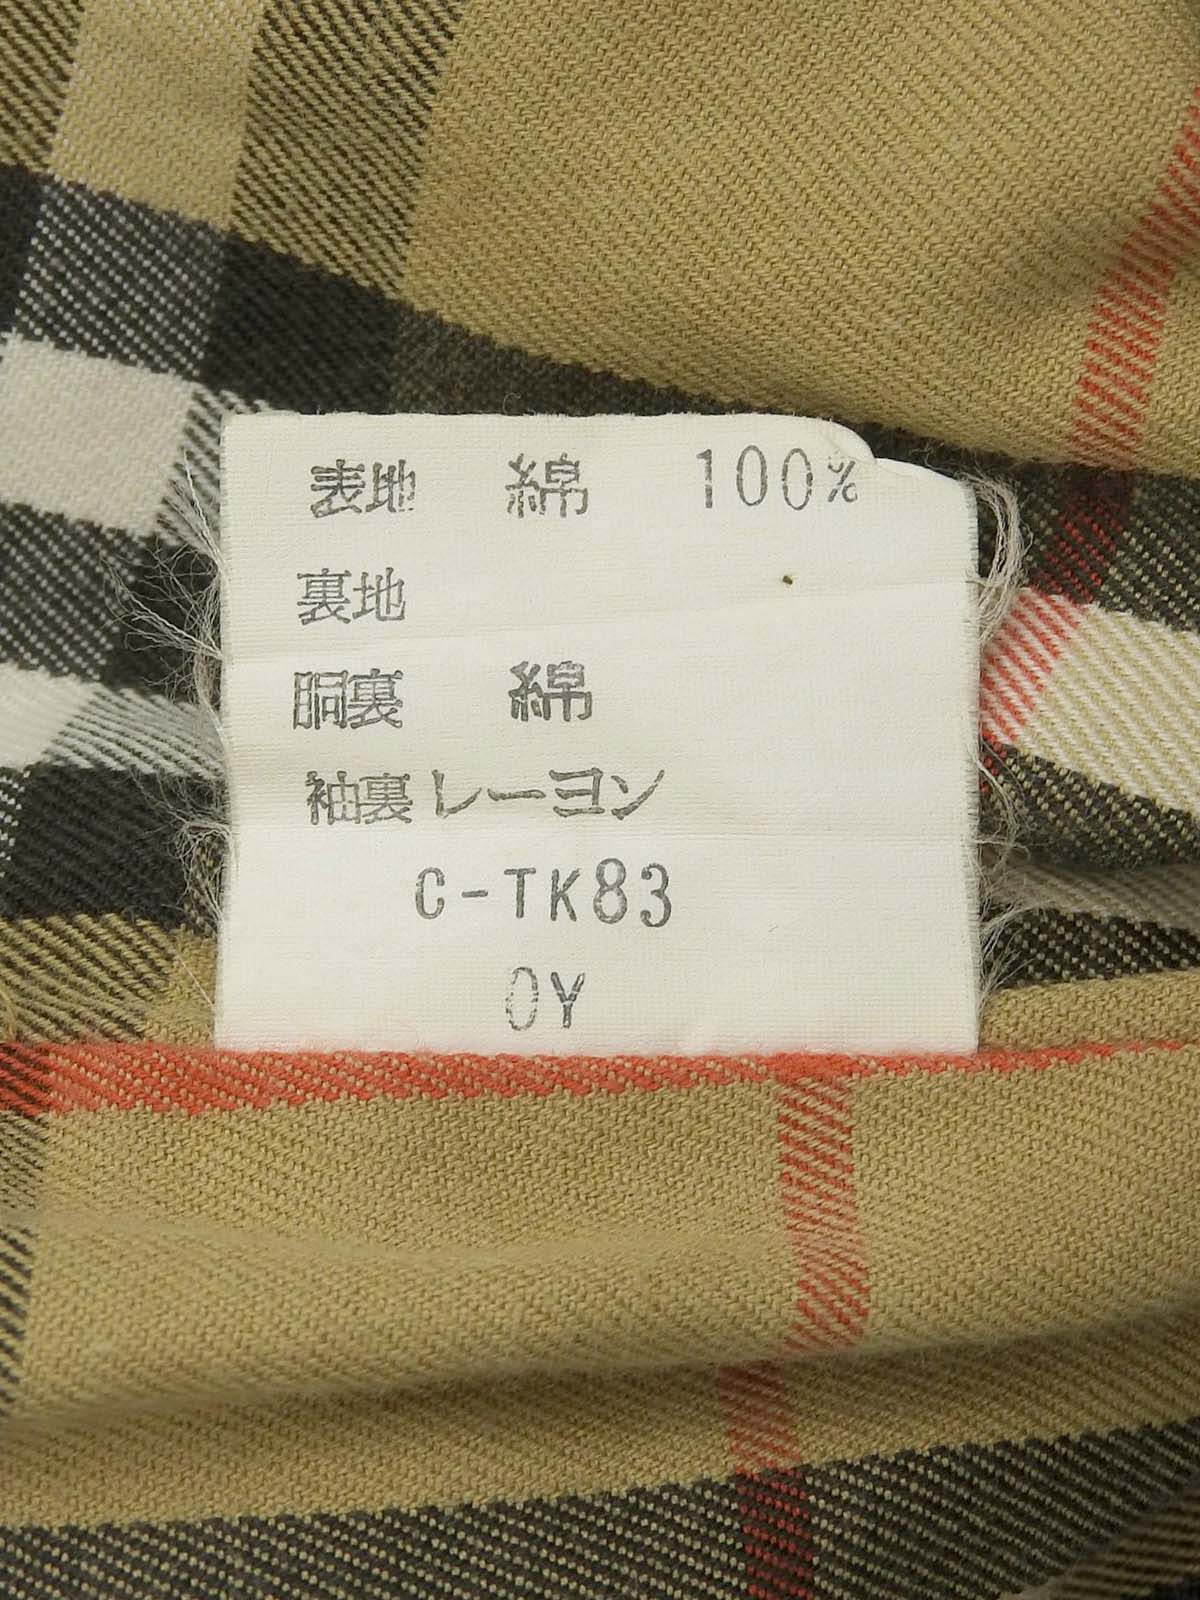 表地 綿 100%
裏地
胴裏 綿
袖裏 レーヨン
C-TK83
0Y